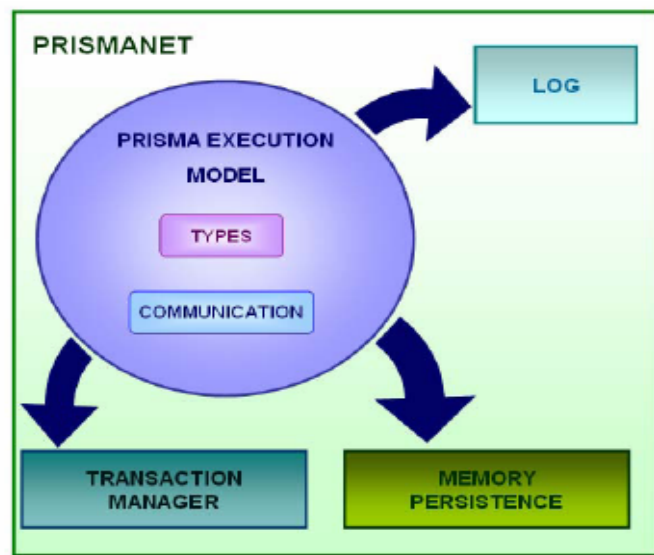 PRISMANET
LOG
PRISMA EXECUTION
MODEL
TYPES
COMMUNICATION
TRANSACTION
MANAGER
MEMORY
PERSISTENCE